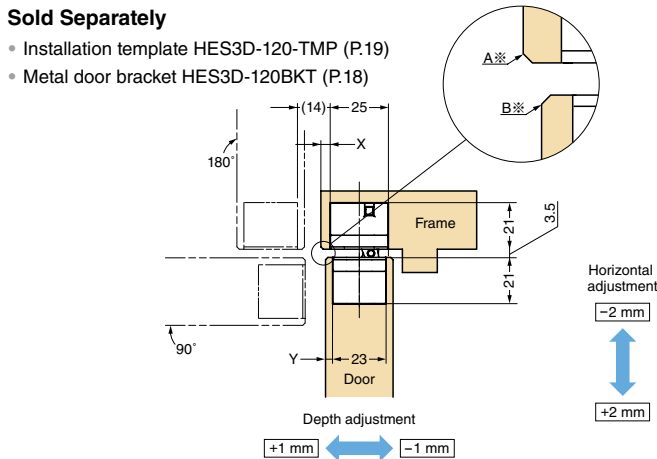 Sold Separately
• Installation template HES3D-120-TMP (P.19)
• Metal door bracket HES3D-120BKT (P.18)
A※
B※
(14)
25
X
180°
Frame
21
3.5
21
Horizontal
adjustment
−2 mm
+2 mm
90°
Y
23
Door
Depth adjustment
+1 mm
−1 mm